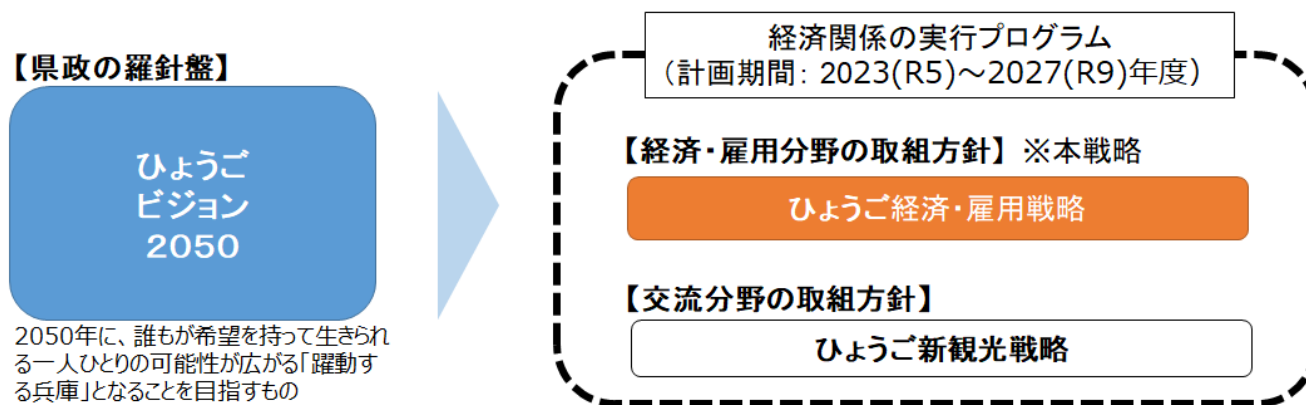 【県政の羅針盤】
ひょうご
ビジョン
2050
2050年に、誰もが希望を持って生きられ
る一人ひとりの可能性が広がる「躍動す
る兵庫」となることを目指すもの
経済関係の実行プログラム
（計画期間：2023(R5)～2027(R9)年度）
【経済・雇用分野の取組方針】 ※本戦略
ひょうご経済・雇用戦略
【交流分野の取組方針】
ひょうご新観光戦略